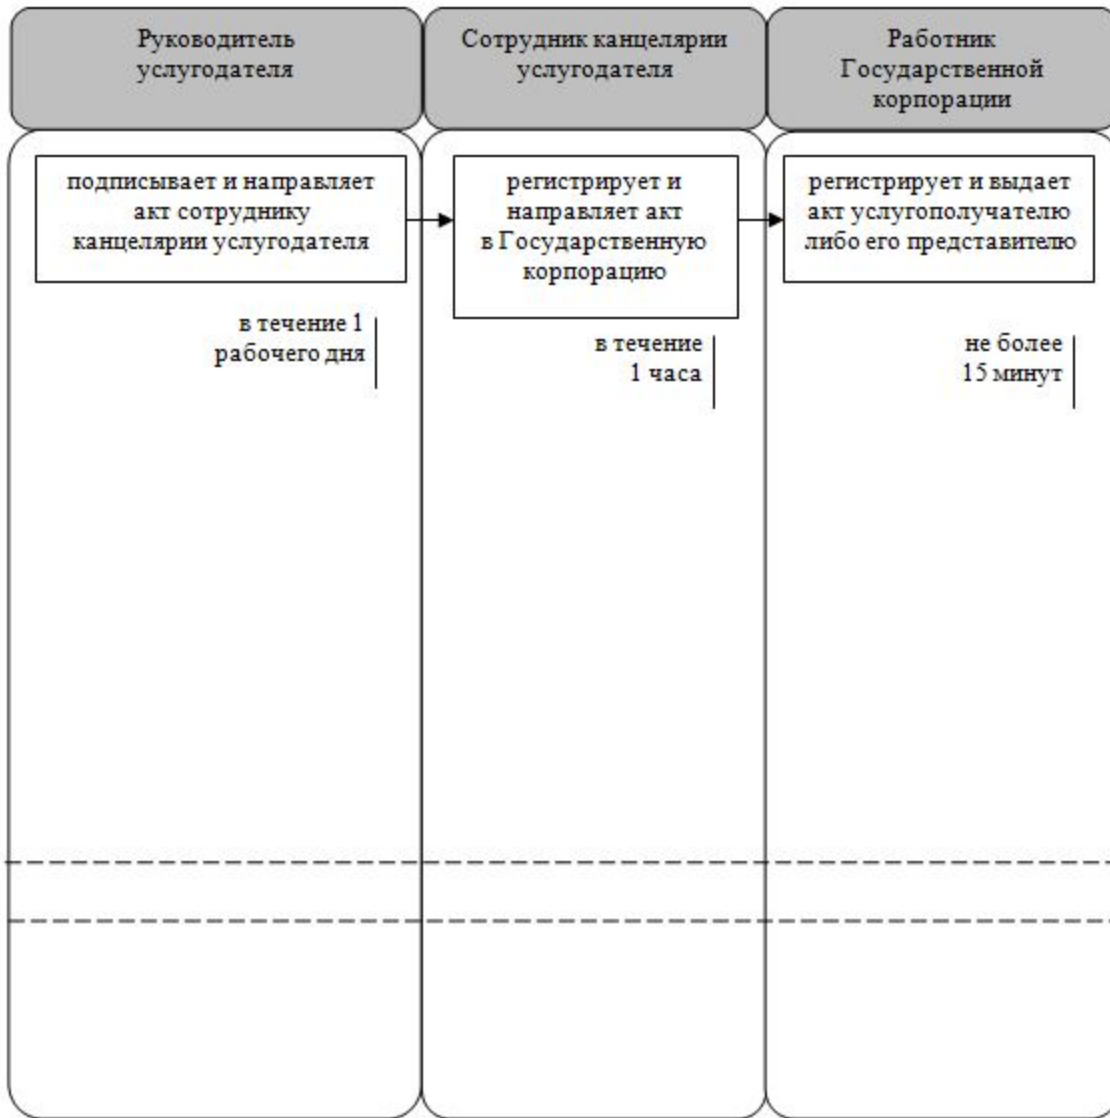 Руководитель
услугодателя
Сотрудник канцелярии
услугодателя
Работник
Государственной
корпорации
подписывает и направляет
акт сотруднику
канцелярии услугодателя
регистрирует и
направляет акт
в Государственную
корпорацию
регистрирует и выдает
акт услугополучателю
либо его представителю
в течение 1
рабочего дня
в течение
1 часа
не более
15 минут